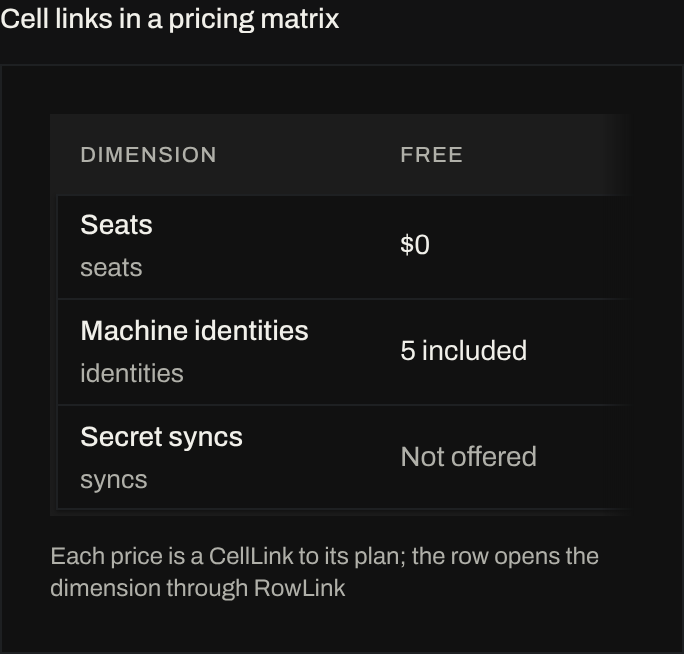 Cell links in a pricing matrix
DIMENSION FREE
Seats
seats
$0
Machine identities
identities
5 included
Secret syncs
syncs
Not offered
Each price is a CellLink to its plan; the row opens the
dimension through RowLink